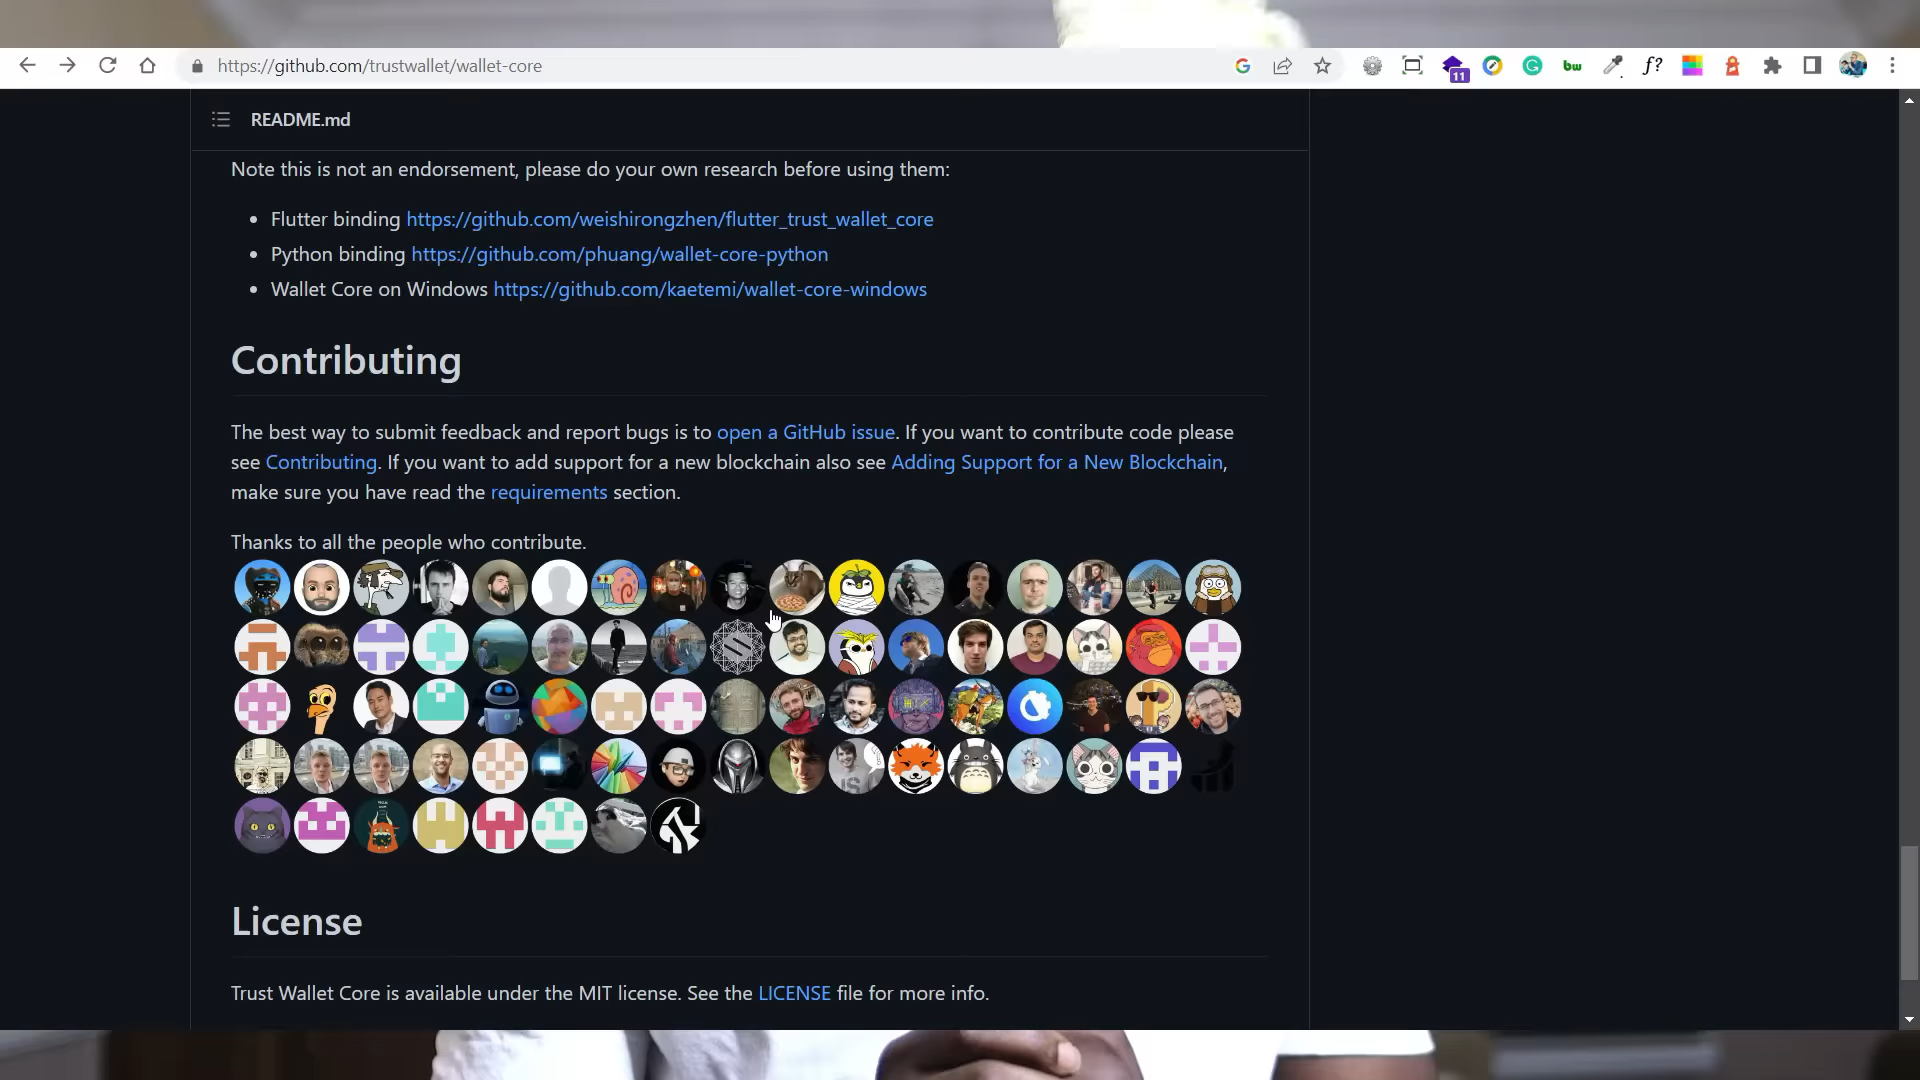 https://github.com/trustwallet/wallet-core
11
bw
f?
README.md
Note this is not an endorsement, please do your own research before using them:
• Flutter binding https://github.com/weishirongzhen/flutter_trust_wallet_core
• Python binding https://github.com/phuang/wallet-core-python
• Wallet Core on Windows https://github.com/kaetemi/wallet-core-windows
Contributing
The best way to submit feedback and report bugs is to open a GitHub issue. If you want to contribute code please
see Contributing. If you want to add support for a new blockchain also see Adding Support for a New Blockchain,
make sure you have read the requirements section.
Thanks to all the people who contribute.
License
Trust Wallet Core is available under the MIT license. See the LICENSE file for more info.